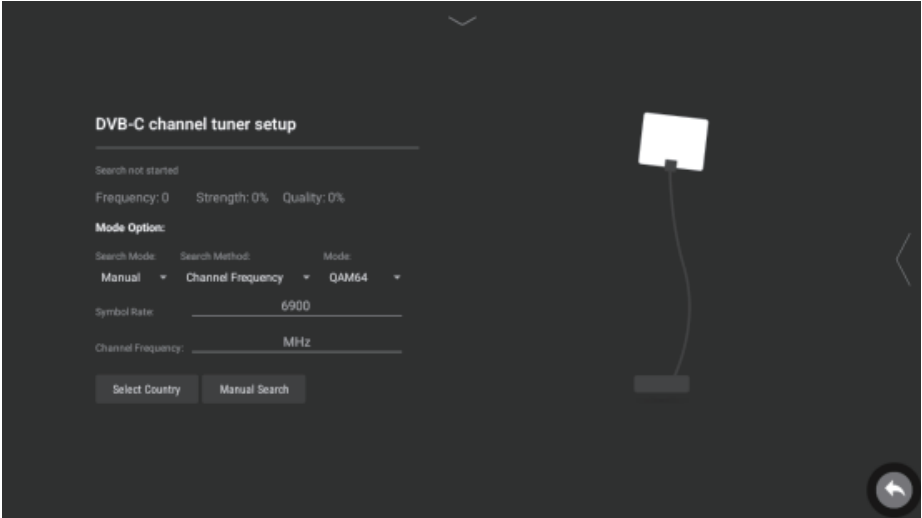 DVB-C channel tuner setup
Search not started
Frequency: 0 Strength: 0% Quality: 0%
Mode Option:
Search Mode: Search Method: Mode:
Manual Channel Frequency QAM64
Symbol Rate: 6900
Channel Frequency: MHz
Select Country Manual Search